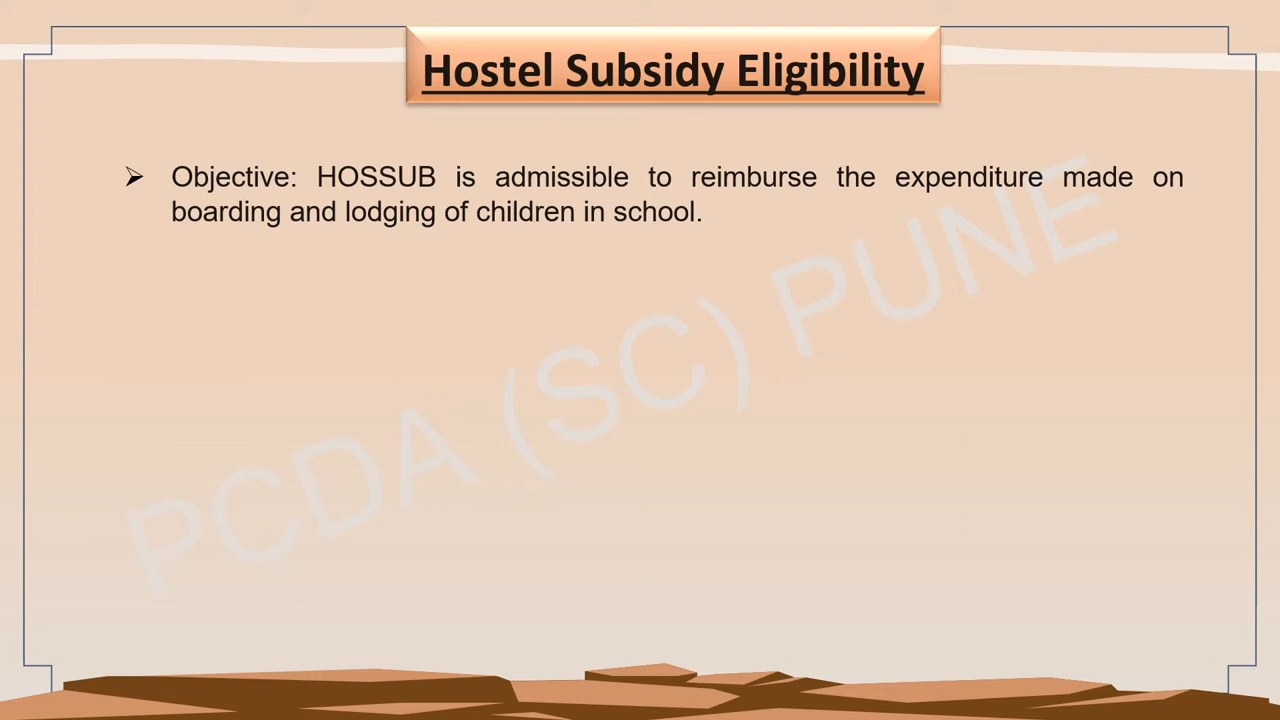 Hostel Subsidy Eligibility
➢ Objective: HOSSUB is admissible to reimburse the expenditure made on
boarding and lodging of children in school.
PCDA (SC) PUNE